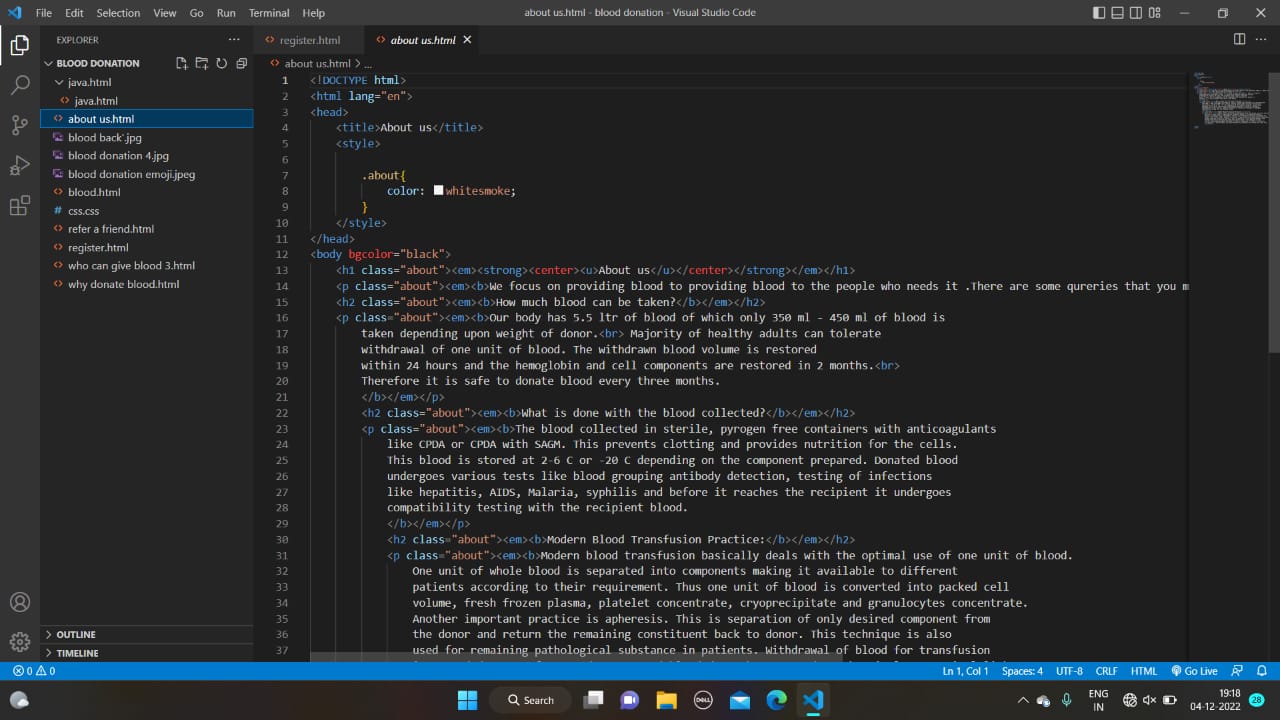 File Edit Selection View Go Run Terminal Help
about us.html - blood donation - Visual Studio Code
EXPLORER
BLOOD DONATION
java.html
java.html
about us.html
blood back'.jpg
blood donation 4.jpg
blood donation emoji.jpeg
blood.html
# css.css
refer a friend.html
register.html
who can give blood 3.html
why donate blood.html
OUTLINE
TIMELINE
register.html
about us.html
about us.html > ...
1 <!DOCTYPE html>
2 <html lang="en">
3 <head>
4 <title>About us</title>
5 <style>
6
7 .about{
8 color: whitesmoke;
9 }
10 </style>
11 </head>
12 <body bgcolor="black">
13 <h1 class="about"><em><strong><center><u>About us</u></center></strong></em></h1>
14 <p class="about"><em><b>We focus on providing blood to providing blood to the people who needs it .There are some qureries that you m
15 <h2 class="about"><em><b>How much blood can be taken?</b></em></h2>
16 <p class="about"><em><b>Our body has 5.5 ltr of blood of which only 350 ml - 450 ml of blood is
17 taken depending upon weight of donor.<br> Majority of healthy adults can tolerate
18 withdrawal of one unit of blood. The withdrawn blood volume is restored
19 within 24 hours and the hemoglobin and cell components are restored in 2 months.<br>
20 Therefore it is safe to donate blood every three months.
21 </b></em></p>
22 <h2 class="about"><em><b>What is done with the blood collected?</b></em></h2>
23 <p class="about"><em><b>The blood collected in sterile, pyrogen free containers with anticoagulants
24 like CPDA or CPDA with SAGM. This prevents clotting and provides nutrition for the cells.
25 This blood is stored at 2-6 C or -20 C depending on the component prepared. Donated blood
26 undergoes various tests like blood grouping antibody detection, testing of infections
27 like hepatitis, AIDS, Malaria, syphilis and before it reaches the recipient it undergoes
28 compatibility testing with the recipient blood.
29 </b></em></p>
30 <h2 class="about"><em><b>Modern Blood Transfusion Practice:</b></em></h2>
31 <p class="about"><em><b>Modern blood transfusion basically deals with the optimal use of one unit of blood.
32 One unit of whole blood is separated into components making it available to different
33 patients according to their requirement. Thus one unit of blood is converted into packed cell
34 volume, fresh frozen plasma, platelet concentrate, cryoprecipitate and granulocytes concentrate.
35 Another important practice is apheresis. This is separation of only desired component from
36 the donor and return the remaining constituent back to donor. This technique is also
37 used for remaining pathological substance in patients. Withdrawal of blood for transfusion
0 0
Ln 1, Col 1 Spaces: 4 UTF-8 CRLF HTML Go Live
Search
DELL
ENG
IN
19:18
04-12-2022
28